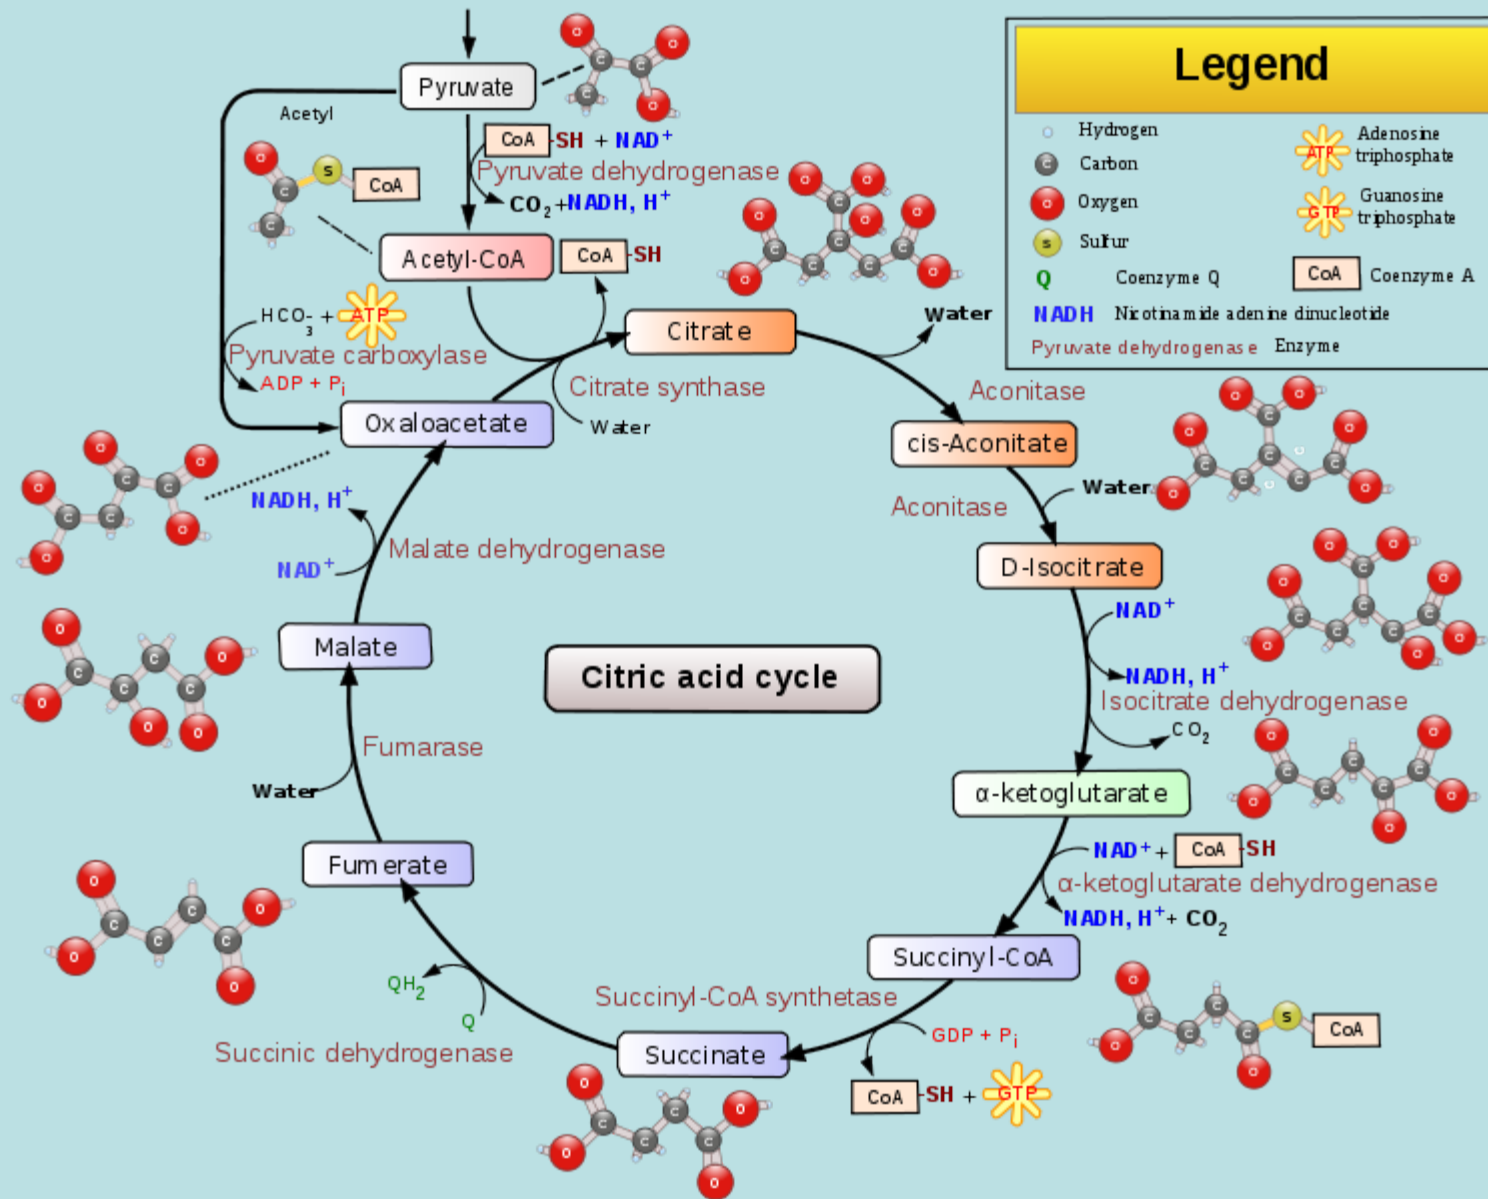 Legend
Hydrogen
Carbon
Oxygen
S Sulfur
Q Coenzyme Q
NADH Nicotinamide adenine dinucleotide
Pyruvate dehydrogenase Enzyme
ATP Adenosine
triphosphate
GTP Guanosine
triphosphate
CoA Coenzyme A
Pyruvate
Acetyl
S CoA
CoA -SH + NAD+
Pyruvate dehydrogenase
CO2 +NADH, H+
Acetyl-CoA
CoA -SH
HCO3- + ATP
Pyruvate carboxylase
ADP + Pi
Oxaloacetate
Citrate synthase
Water
Citrate
Water
Aconitase
cis-Aconitate
Water
Aconitase
D-Isocitrate
NAD+
NADH, H+
Isocitrate dehydrogenase
CO2
α-ketoglutarate
NAD+ + CoA -SH
α-ketoglutarate dehydrogenase
NADH, H+ + CO2
Succinyl-CoA
S CoA
Succinyl-CoA synthetase
GDP + Pi
CoA -SH + GTP
Succinate
Q
QH2
Succinic dehydrogenase
Fumerate
Water
Fumarase
Malate
NAD+
NADH, H+
Malate dehydrogenase
Citric acid cycle